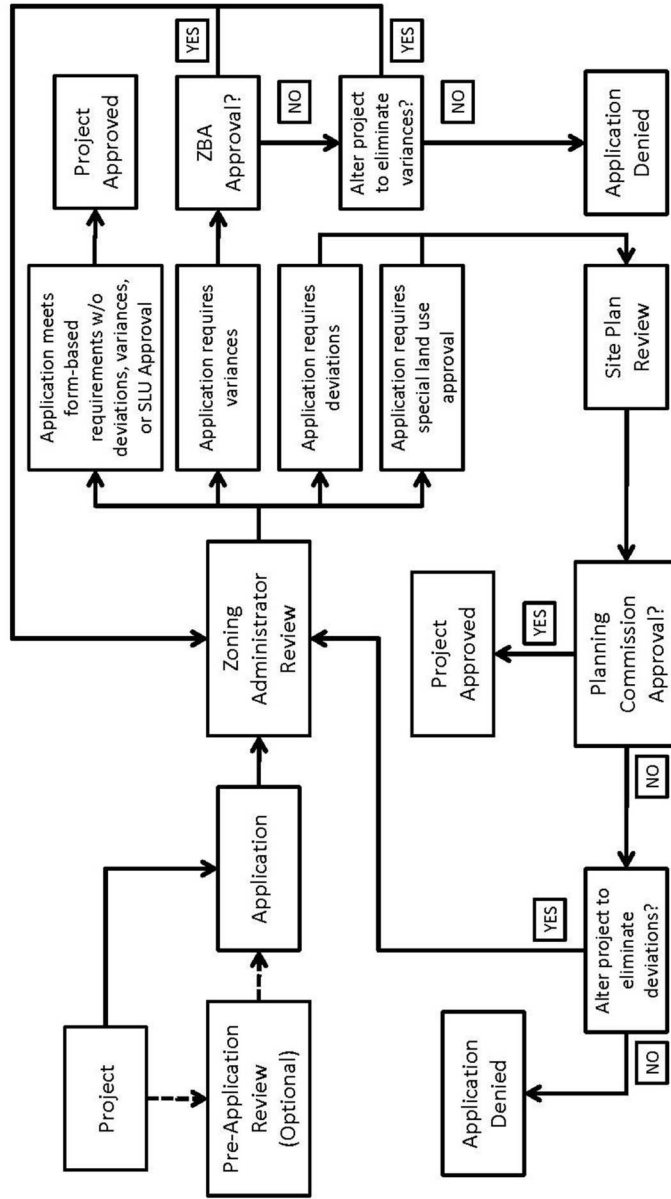 Project
Pre-Application
Review
(Optional)
Application
Zoning
Administrator
Review
Application meets
form-based
requirements w/o
deviations, variances,
or SLU Approval
Project
Approved
Application requires
variances
ZBA
Approval?
YES
NO
Alter project
to eliminate
variances?
YES
NO
Application
Denied
Application requires
deviations
Application requires
special land use
approval
Site Plan
Review
Planning
Commission
Approval?
YES
Project
Approved
NO
Alter project to
eliminate
deviations?
YES
NO
Application
Denied